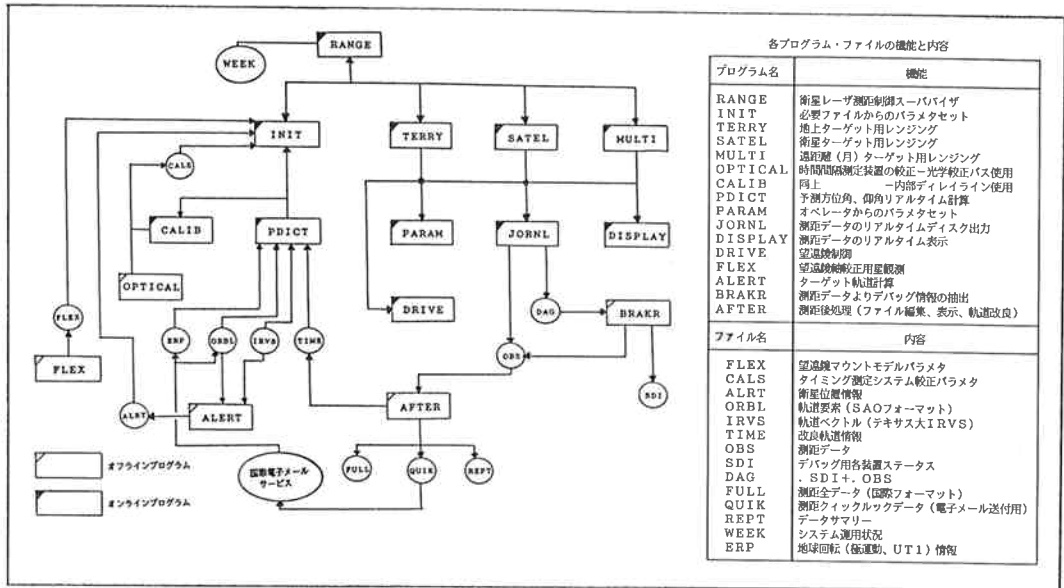 RANGE
WEEK
INIT
TERRY
SATEL
MULTI
CALS
CALIB
PDICT
PARAM
JORNL
DISPLAY
OPTICAL
DRIVE
DAG
BRAKR
FLEX
ERP
ORBL
IRVS
TIME
OBS
FLEX
SDI
ALRT
ALERT
AFTER
オフラインプログラム
オンラインプログラム
国際電子メール
サービス
FULL
QUIK
REPT
各プログラム・ファイルの機能と内容
プログラム名 機能
RANGE 衛星レーザ測距制御スーパバイザ
INIT 必要ファイルからのパラメタセット
TERRY 地上ターゲット用レンジング
SATEL 衛星ターゲット用レンジング
MULTI 遠距離(月)ターゲット用レンジング
OPTICAL 時間間隔測定装置の較正-光学較正パス使用
CALIB 同上 -内部ディレイライン使用
PDICT 予測方位角、仰角リアルタイム計算
PARAM オペレータからのパラメタセット
JORNL 測距データのリアルタイムディスク出力
DISPLAY 測距データのリアルタイム表示
DRIVE 望遠鏡制御
FLEX 望遠鏡軸較正用星観測
ALERT ターゲット軌道計算
BRAKR 測距データよりデバッグ情報の抽出
AFTER 測距後処理(ファイル編集、表示、軌道改良)
ファイル名 内容
FLEX 望遠鏡マウントモデルパラメタ
CALS タイミング測定システム較正パラメタ
ALRT 衛星位置情報
ORBL 軌道要素(SAOフォーマット)
IRVS 軌道ベクトル(テキサス大IRVS)
TIME 改良軌道情報
OBS 測距データ
SDI デバッグ用各装置ステータス
DAG .SDI+.OBS
FULL 測距全データ(国際フォーマット)
QUIK 測距クィックルックデータ(電子メール送付用)
REPT データサマリー
WEEK システム運用状況
ERP 地球回転(極運動、UT1)情報